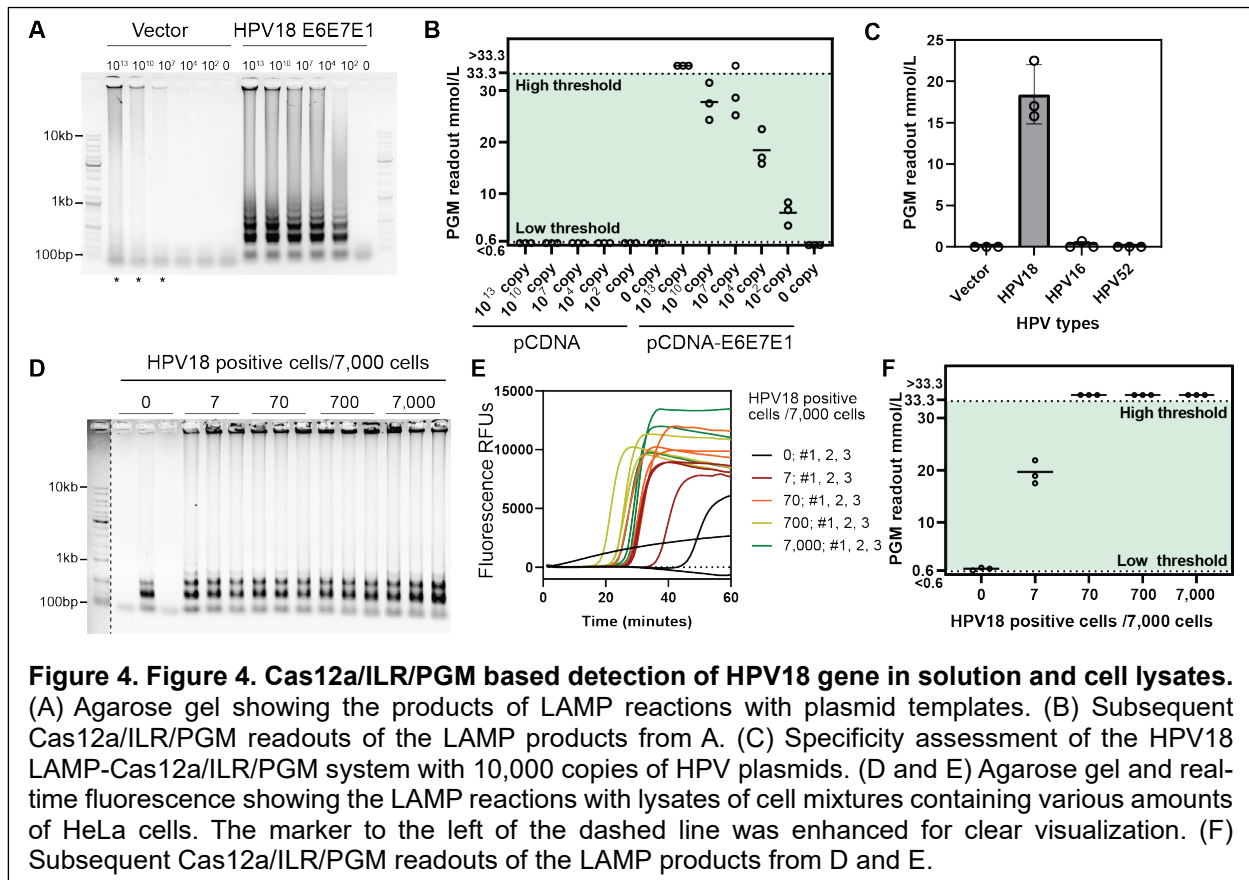 A
Vector
HPV18 E6E7E1
10¹³ 10¹⁰ 10⁷ 10⁴ 10² 0
10¹³ 10¹⁰ 10⁷ 10⁴ 10² 0
10kb
1kb
100bp
* * *
B
PGM readout mmol/L
>33.3
33.3
30
20
10
0.6
<0.6
High threshold
Low threshold
10¹³ copy
10¹⁰ copy
10⁷ copy
10⁴ copy
10² copy
0 copy
10¹³ copy
10¹⁰ copy
10⁷ copy
10⁴ copy
10² copy
0 copy
pCDNA
pCDNA-E6E7E1
C
PGM readout mmol/L
25
20
15
10
5
0
Vector
HPV18
HPV16
HPV52
HPV types
D
HPV18 positive cells/7,000 cells
0 7 70 700 7,000
10kb
1kb
100bp
E
Fluorescence RFUs
15000
10000
5000
0
0 20 40 60
Time (minutes)
HPV18 positive
cells /7,000 cells
0; #1, 2, 3
7; #1, 2, 3
70; #1, 2, 3
700; #1, 2, 3
7,000; #1, 2, 3
F
PGM readout mmol/L
>33.3
33.3
30
20
10
0.6
<0.6
High threshold
Low threshold
0 7 70 700 7,000
HPV18 positive cells /7,000 cells
Figure 4. Figure 4. Cas12a/ILR/PGM based detection of HPV18 gene in solution and cell lysates.
(A) Agarose gel showing the products of LAMP reactions with plasmid templates. (B) Subsequent
Cas12a/ILR/PGM readouts of the LAMP products from A. (C) Specificity assessment of the HPV18
LAMP-Cas12a/ILR/PGM system with 10,000 copies of HPV plasmids. (D and E) Agarose gel and real-
time fluorescence showing the LAMP reactions with lysates of cell mixtures containing various amounts
of HeLa cells. The marker to the left of the dashed line was enhanced for clear visualization. (F)
Subsequent Cas12a/ILR/PGM readouts of the LAMP products from D and E.